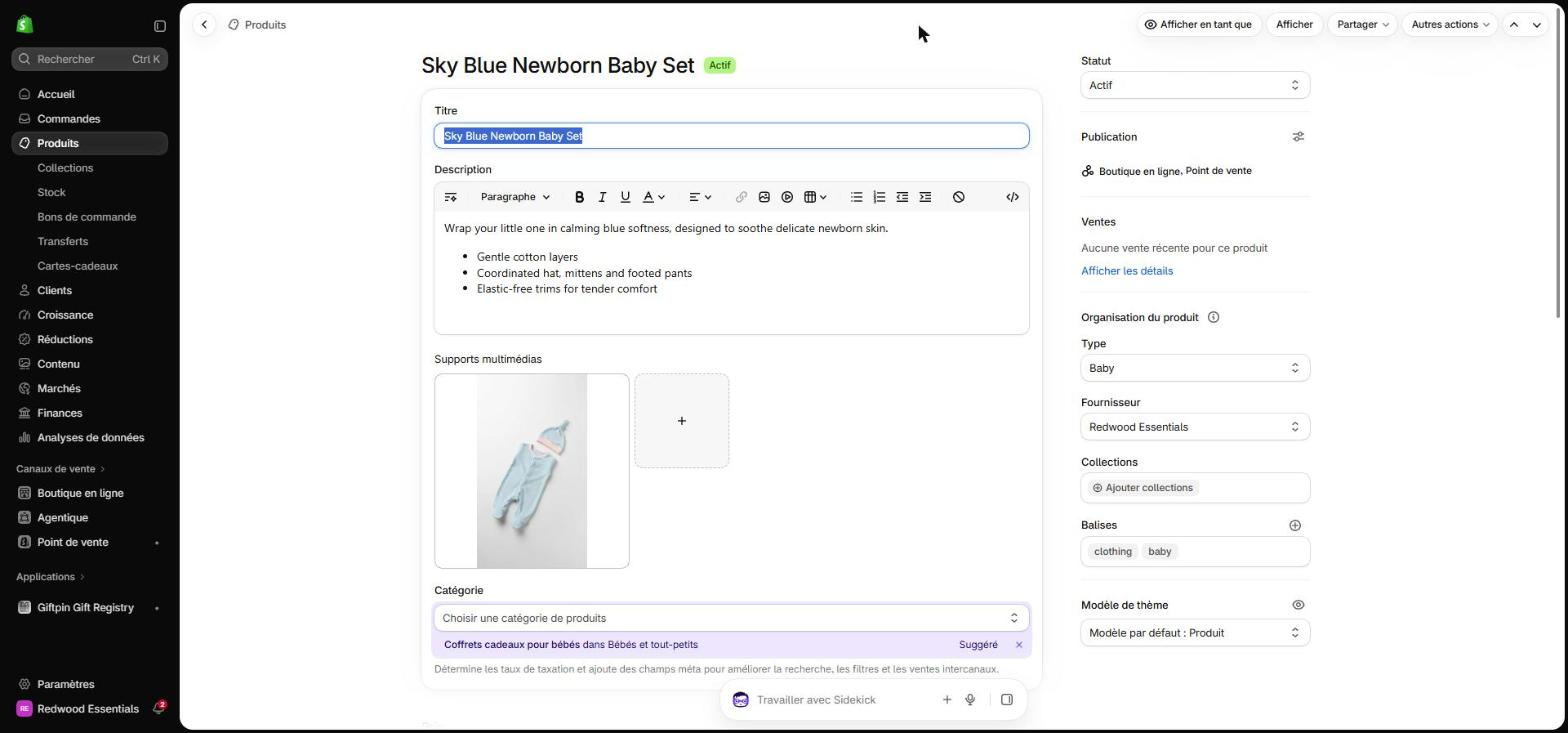 Rechercher Ctrl K
Accueil
Commandes
Produits
Collections
Stock
Bons de commande
Transferts
Cartes-cadeaux
Clients
Croissance
Réductions
Contenu
Marchés
Finances
Analyses de données
Canaux de vente
Boutique en ligne
Agentique
Point de vente
Applications
Giftpin Gift Registry
Paramètres
RE Redwood Essentials 2
Produits
Afficher en tant que
Afficher
Partager
Autres actions
Sky Blue Newborn Baby Set Actif
Titre
Sky Blue Newborn Baby Set
Description
Paragraphe B I U A
Wrap your little one in calming blue softness, designed to soothe delicate newborn skin.
• Gentle cotton layers
• Coordinated hat, mittens and footed pants
• Elastic-free trims for tender comfort
Supports multimédias
Catégorie
Choisir une catégorie de produits
Coffrets cadeaux pour bébés dans Bébés et tout-petits Suggéré
Détermine les taux de taxation et ajoute des champs méta pour améliorer la recherche, les filtres et les ventes intercanaux.
Travailler avec Sidekick
Statut
Actif
Publication
Boutique en ligne, Point de vente
Ventes
Aucune vente récente pour ce produit
Afficher les détails
Organisation du produit
Type
Baby
Fournisseur
Redwood Essentials
Collections
Ajouter collections
Balises
clothing baby
Modèle de thème
Modèle par défaut : Produit